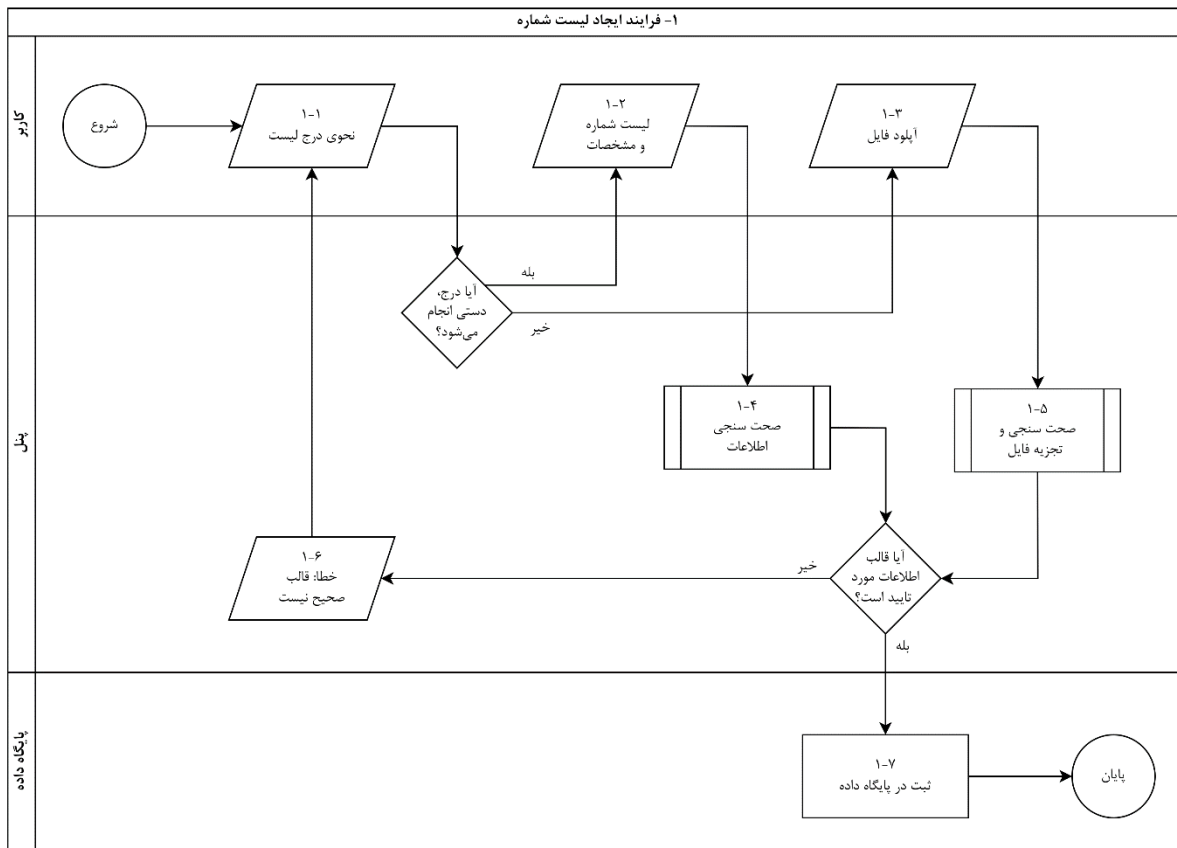 ۱- فرایند ایجاد لیست شماره
کاربر
شروع
۱-۱
نحوی درج لیست
۱-۲
لیست شماره
و مشخصات
۱-۳
آپلود فایل
پنل
آیا درج،
دستی انجام
می‌شود؟
بله
خیر
۱-۴
صحت سنجی
اطلاعات
۱-۵
صحت سنجی و
تجزیه فایل
آیا قالب
اطلاعات مورد
تایید است؟
خیر
بله
۱-۶
خطا: قالب
صحیح نیست
پایگاه داده
۱-۷
ثبت در پایگاه داده
پایان